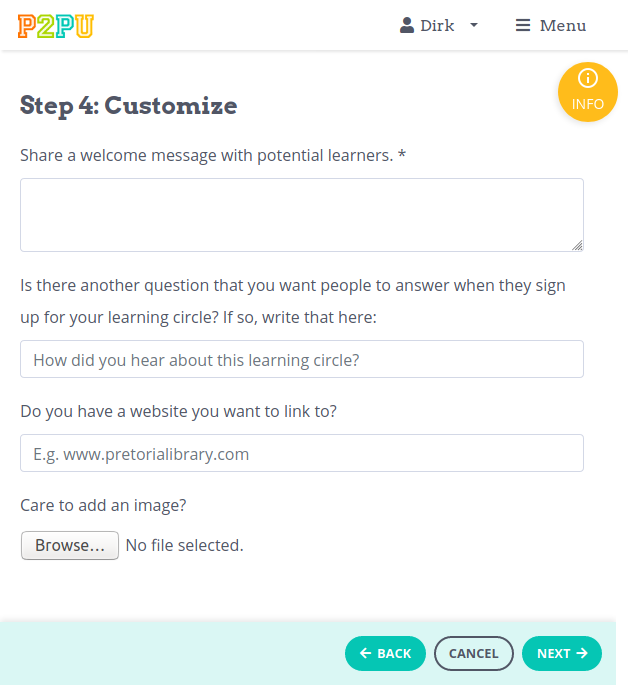 P2PU
Dirk
Menu
INFO
Step 4: Customize
Share a welcome message with potential learners. *
Is there another question that you want people to answer when they sign
up for your learning circle? If so, write that here:
How did you hear about this learning circle?
Do you have a website you want to link to?
E.g. www.pretorialibrary.com
Care to add an image?
Browse... No file selected.
← BACK
CANCEL
NEXT →